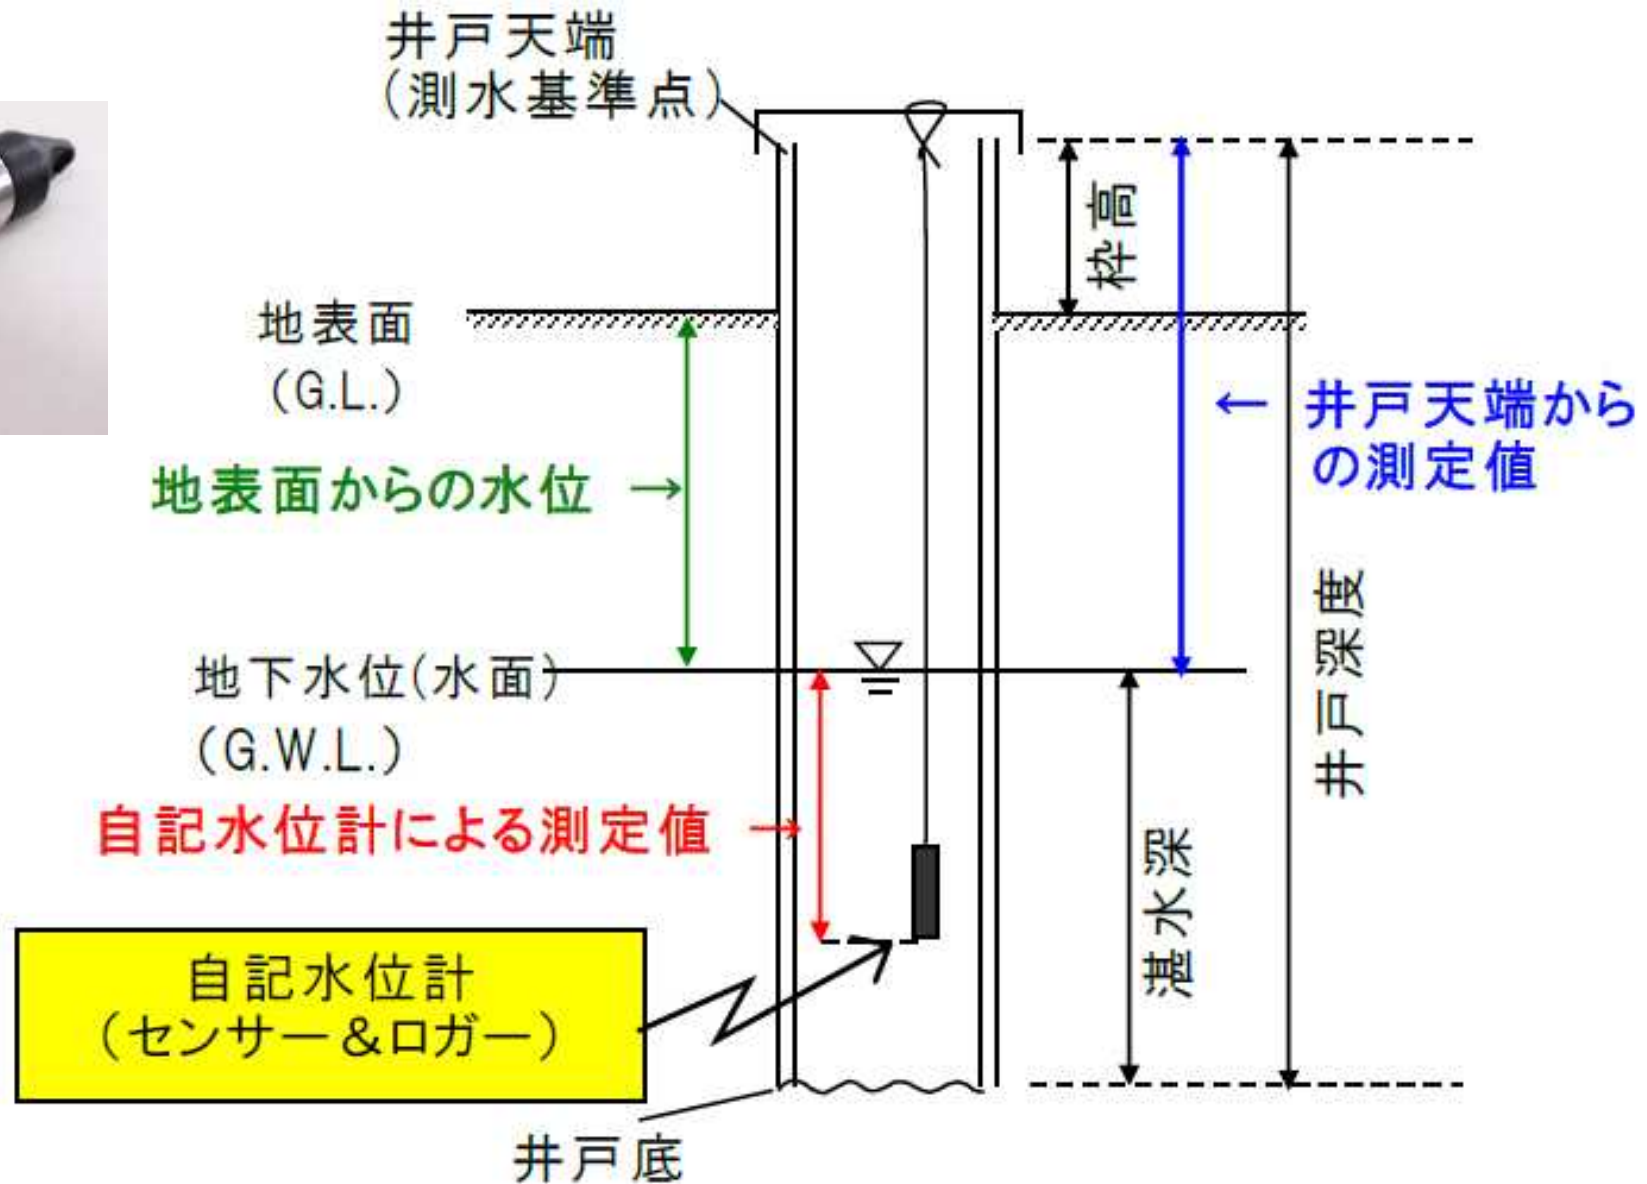 井戸天端
(測水基準点)
枠高
地表面
(G.L.)
← 井戸天端から
の測定値
地表面からの水位 →
井戸深度
地下水位(水面)
(G.W.L.)
自記水位計による測定値 →
湛水深
自記水位計
(センサー&ロガー)
井戸底